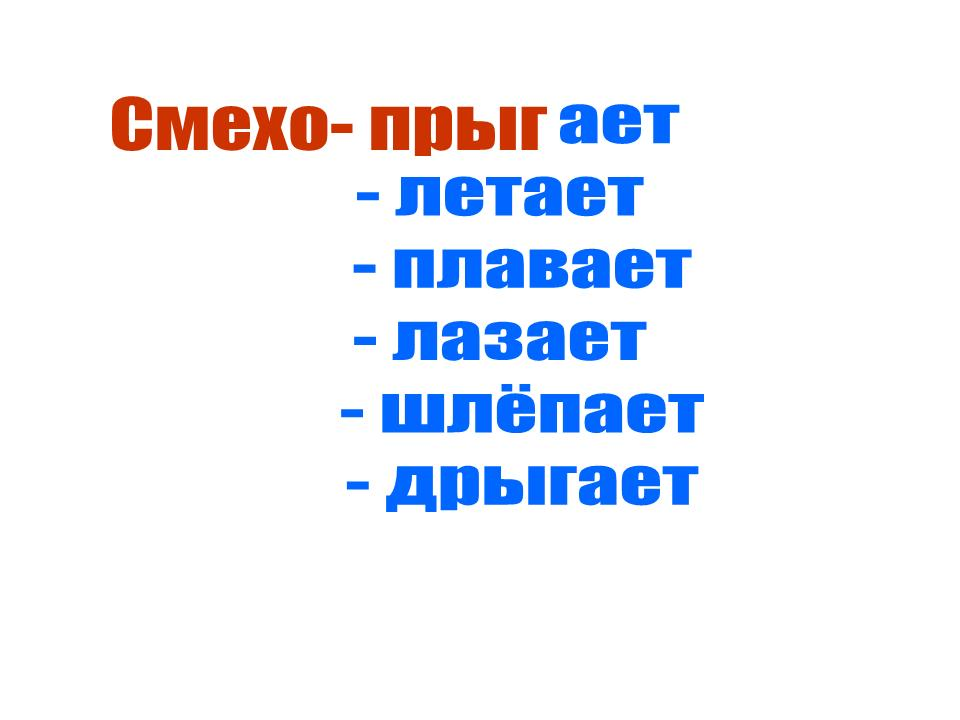 Смехо- прыгает
- летает
- плавает
- лазает
- шлёпает
- дрыгает